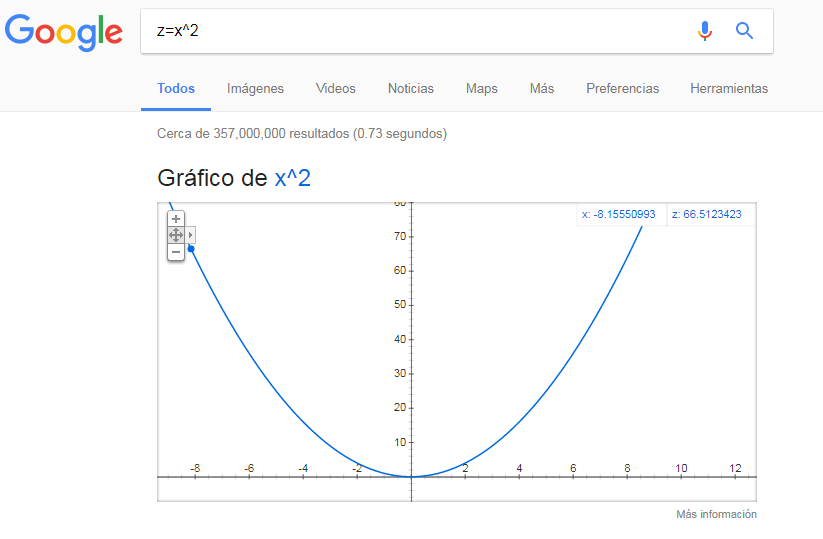 Google
z=x^2
Todos Imágenes Videos Noticias Maps Más Preferencias Herramientas
Cerca de 357,000,000 resultados (0.73 segundos)
Gráfico de x^2
80
x: -8.15550993 z: 66.5123423
70
60
50
40
30
20
10
-8 -6 -4 -2 0 2 4 6 8 10 12
Más información